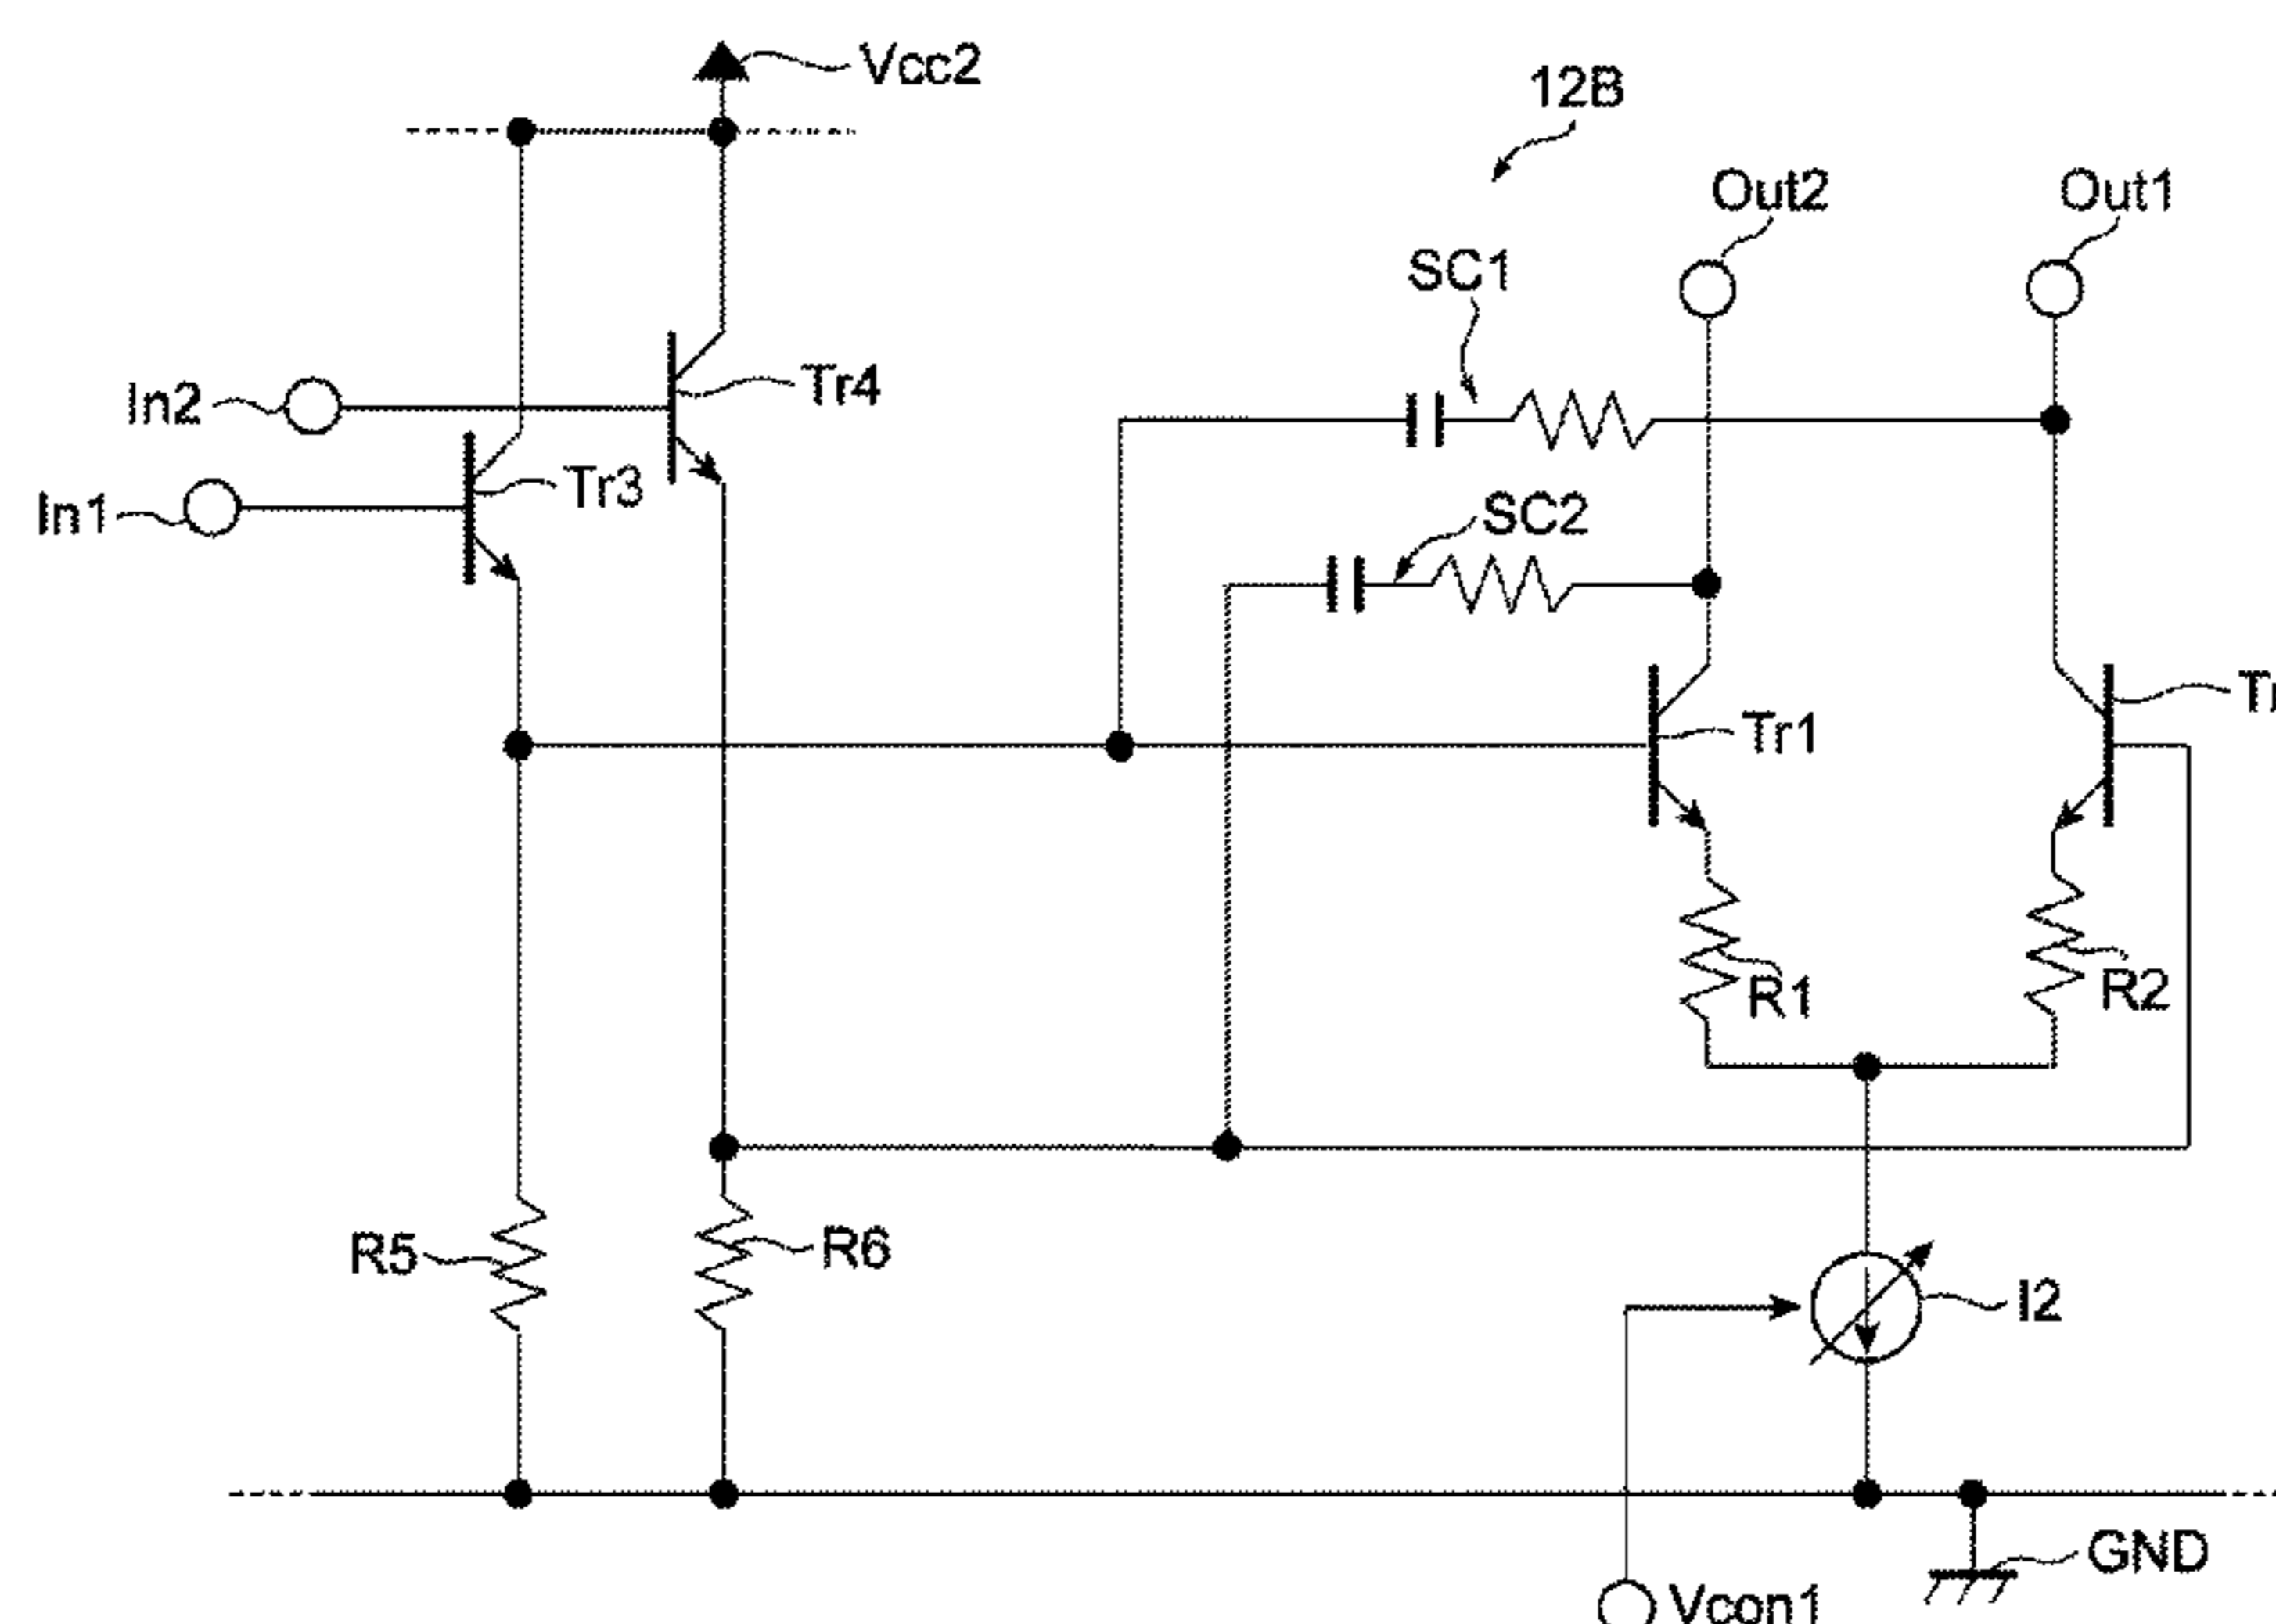 Vcc2
12B
Out2
Out1
SC1
In2
Tr4
In1
Tr3
SC2
Tr1
R1
R2
R5
R6
I2
GND
Vcon1